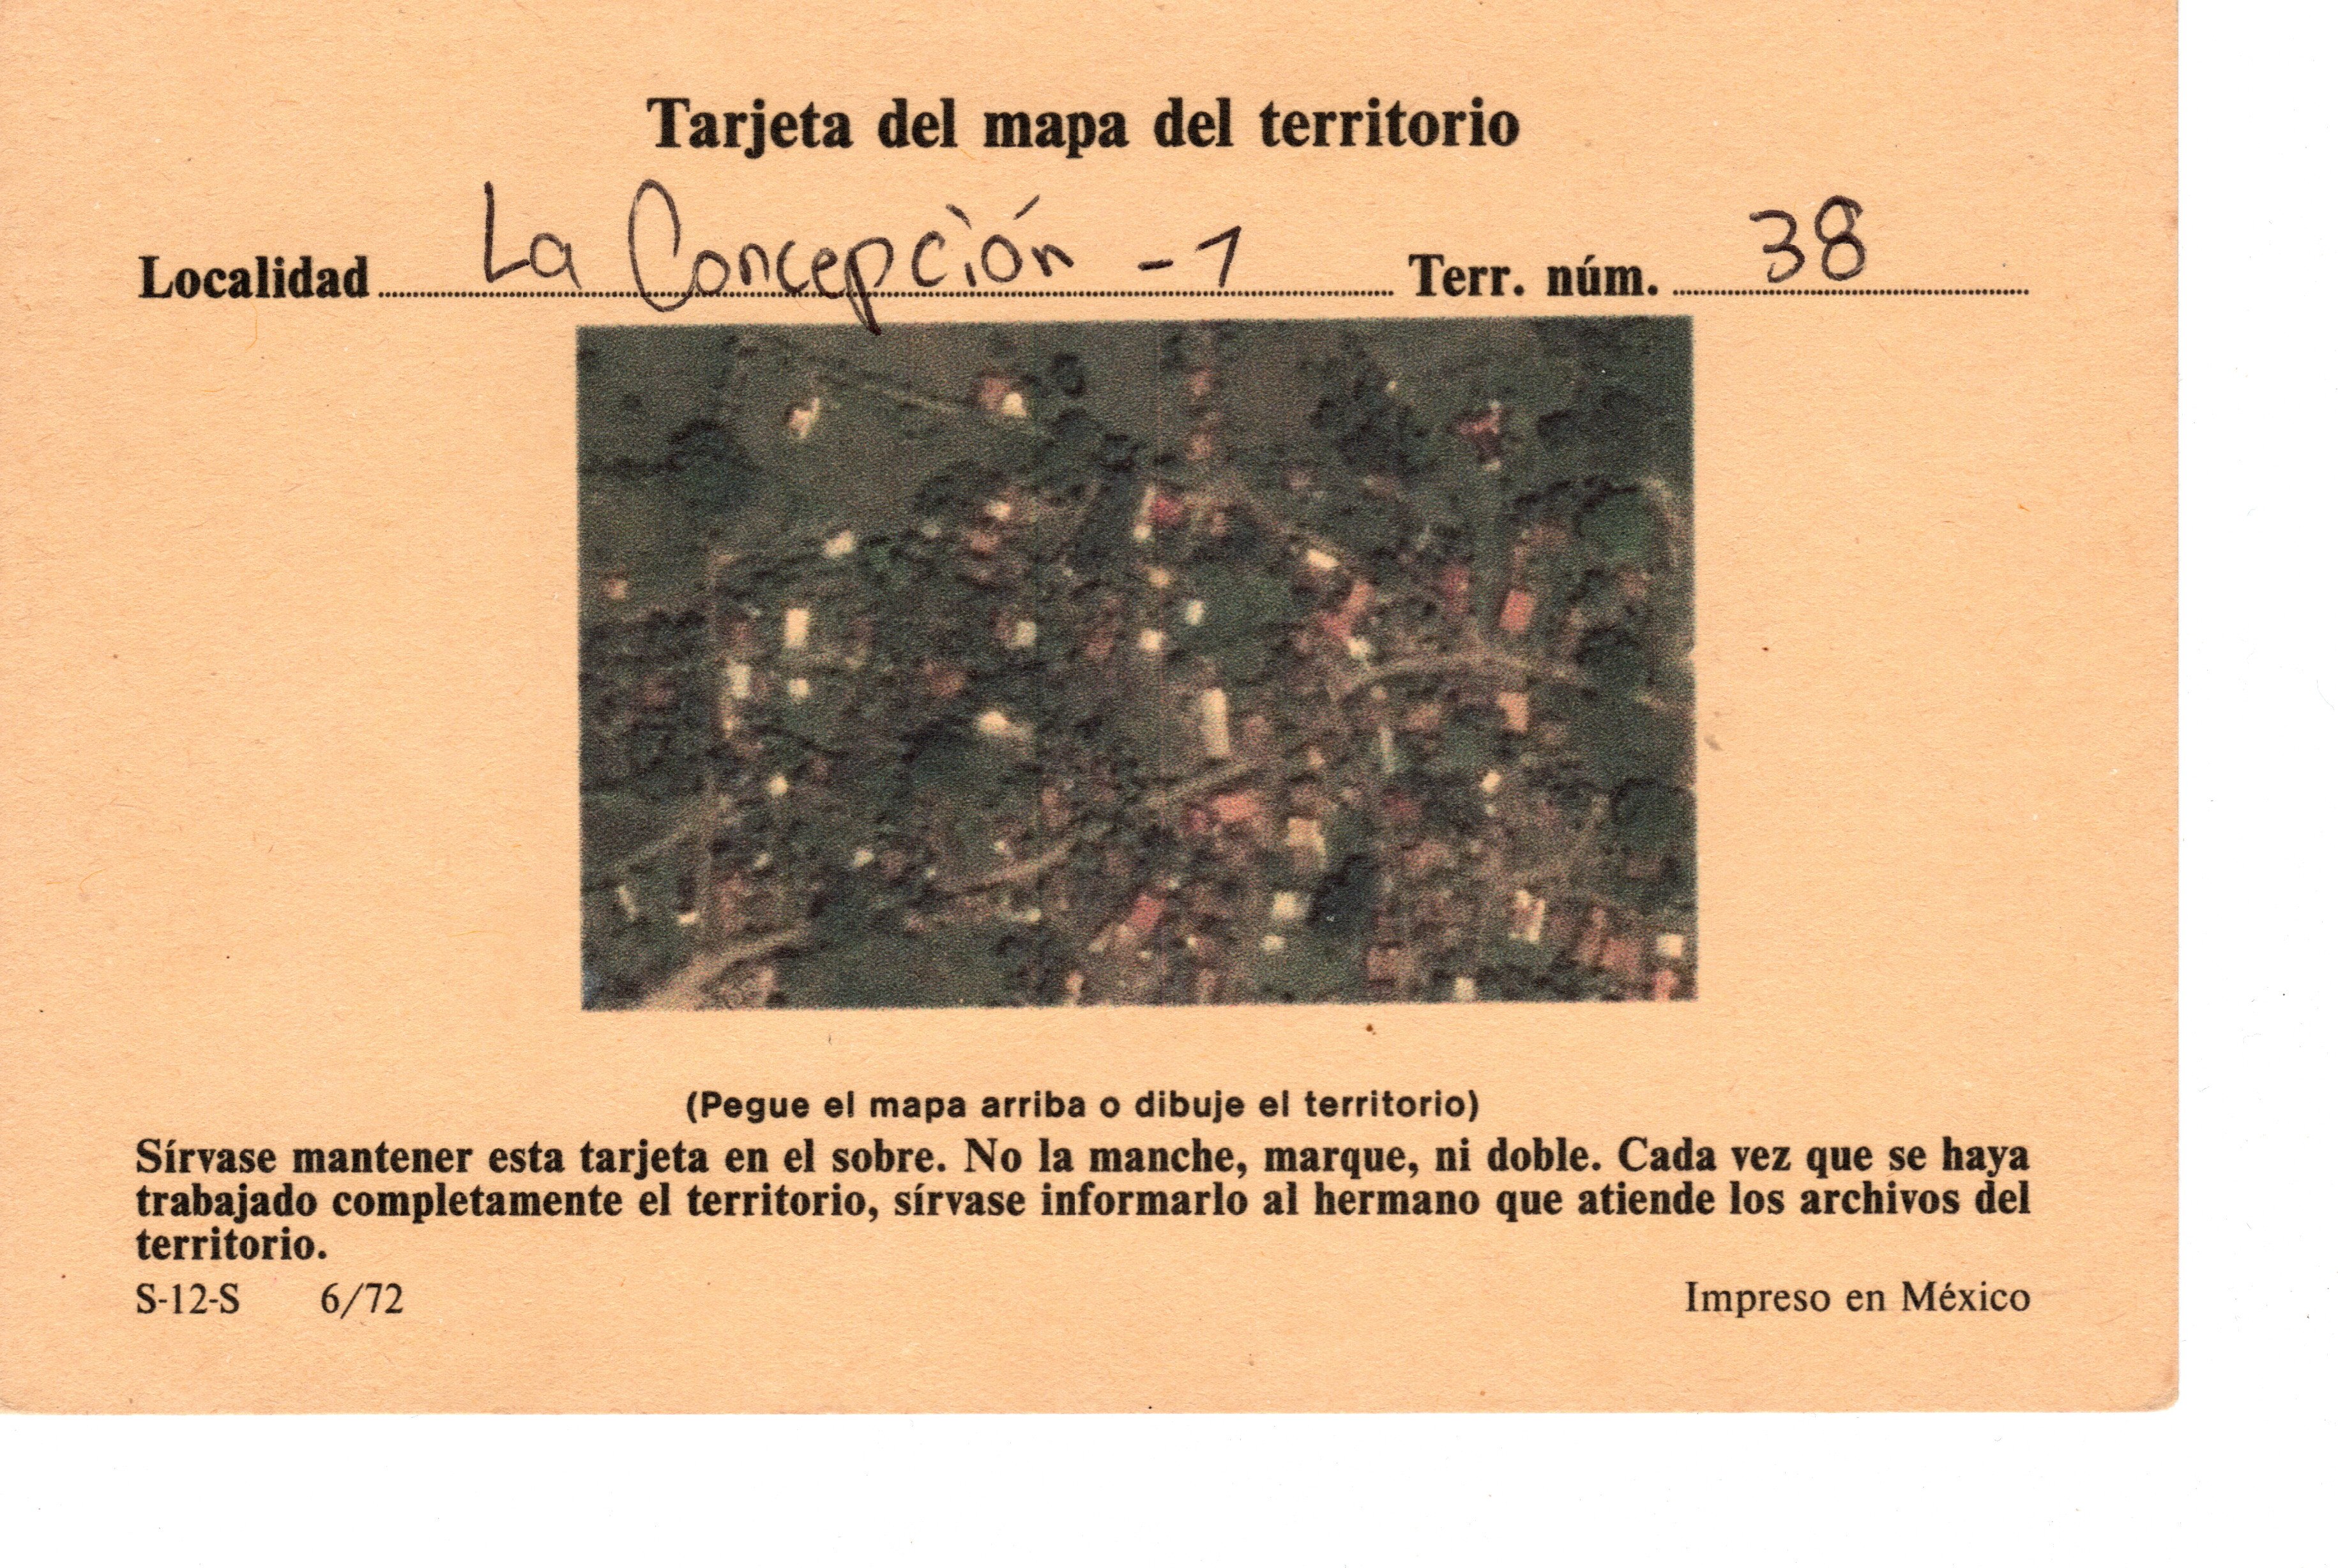 Tarjeta del mapa del territorio
Localidad La Concepción - 1 Terr. núm. 38
(Pegue el mapa arriba o dibuje el territorio)
Sírvase mantener esta tarjeta en el sobre. No la manche, marque, ni doble. Cada vez que se haya
trabajado completamente el territorio, sírvase informarlo al hermano que atiende los archivos del
territorio.
S-12-S 6/72 Impreso en México